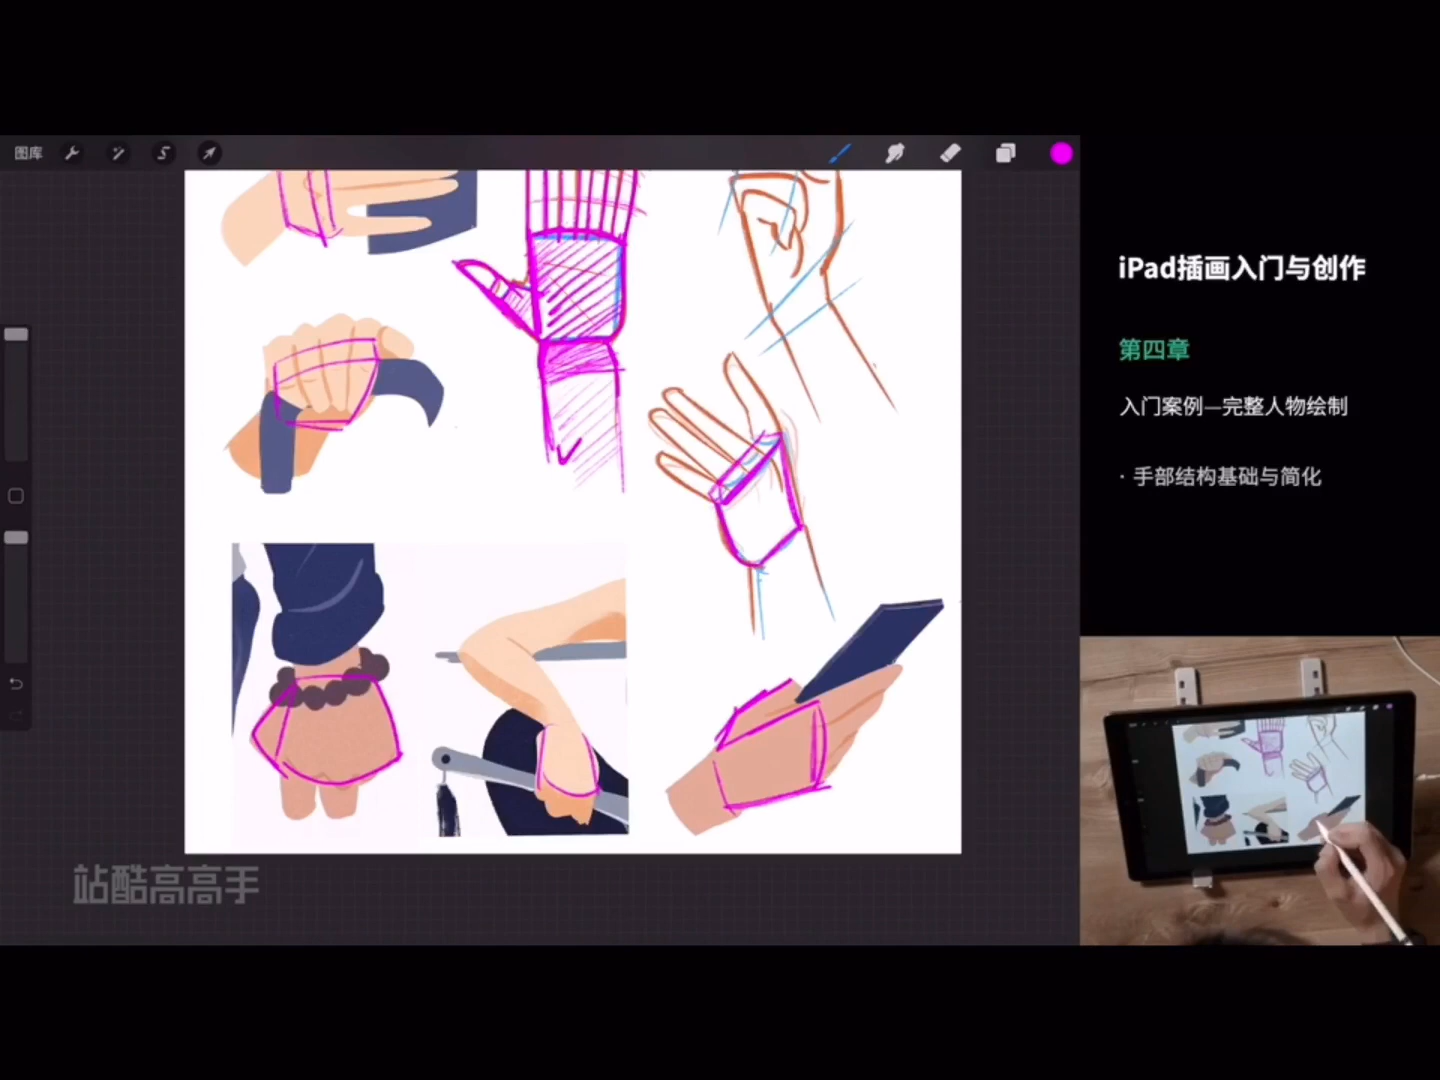 图库
iPad插画入门与创作
第四章
入门案例—完整人物绘制
· 手部结构基础与简化
站酷高高手